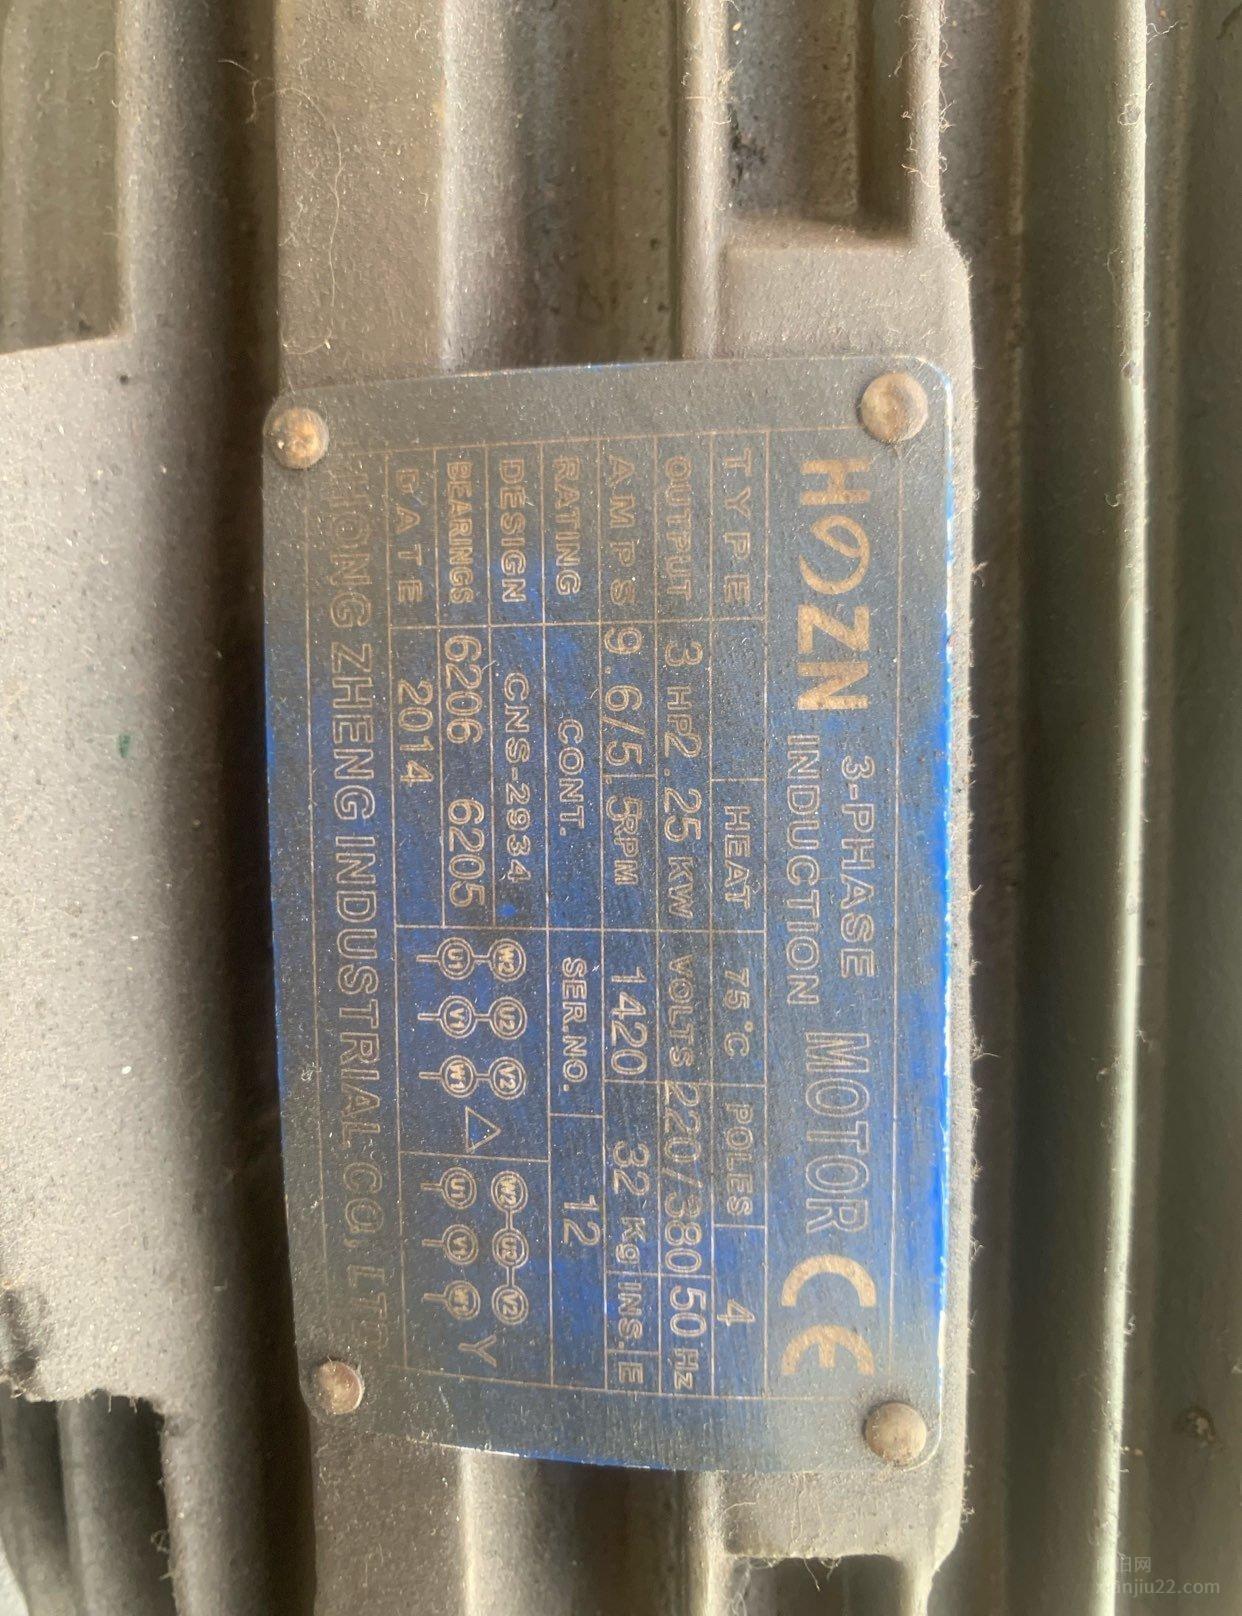 HOZN 3-PHASE INDUCTION MOTOR CE
TYPE HEAT 75°C POLES 4
OUTPUT 3 HP 2.25 KW VOLTS 220/380 50 Hz
AMPS 9.6/5.5 RPM 1420 32 Kg INS. E
RATING CONT. SER.NO. 12
DESIGN CNS-2934
W2 U2 V2 W2 U2 V2
BEARINGS 6206 6205
U1 V1 W1 △ U1 V1 W1 Y
DATE 2014
HONG ZHENG INDUSTRIAL CO, LTD
xianjiu22.com